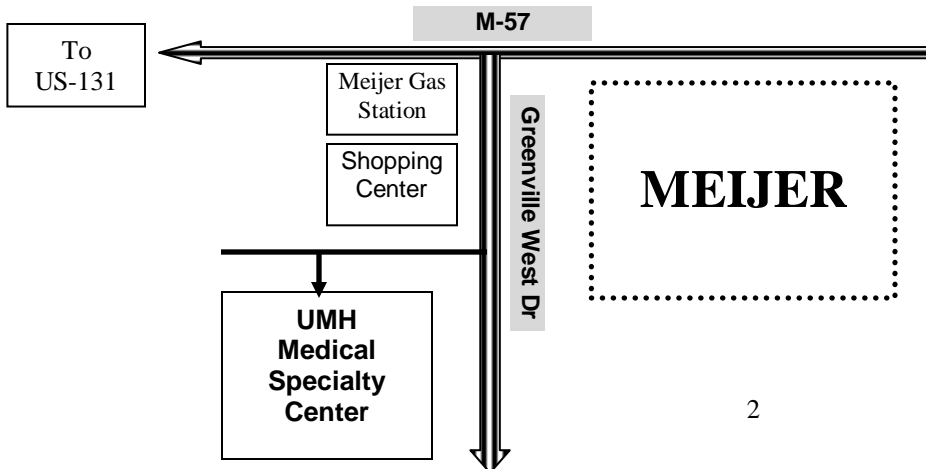 M-57
To
US-131
Meijer Gas
Station
Shopping
Center
Greenville West Dr
MEIJER
UMH
Medical
Specialty
Center
2